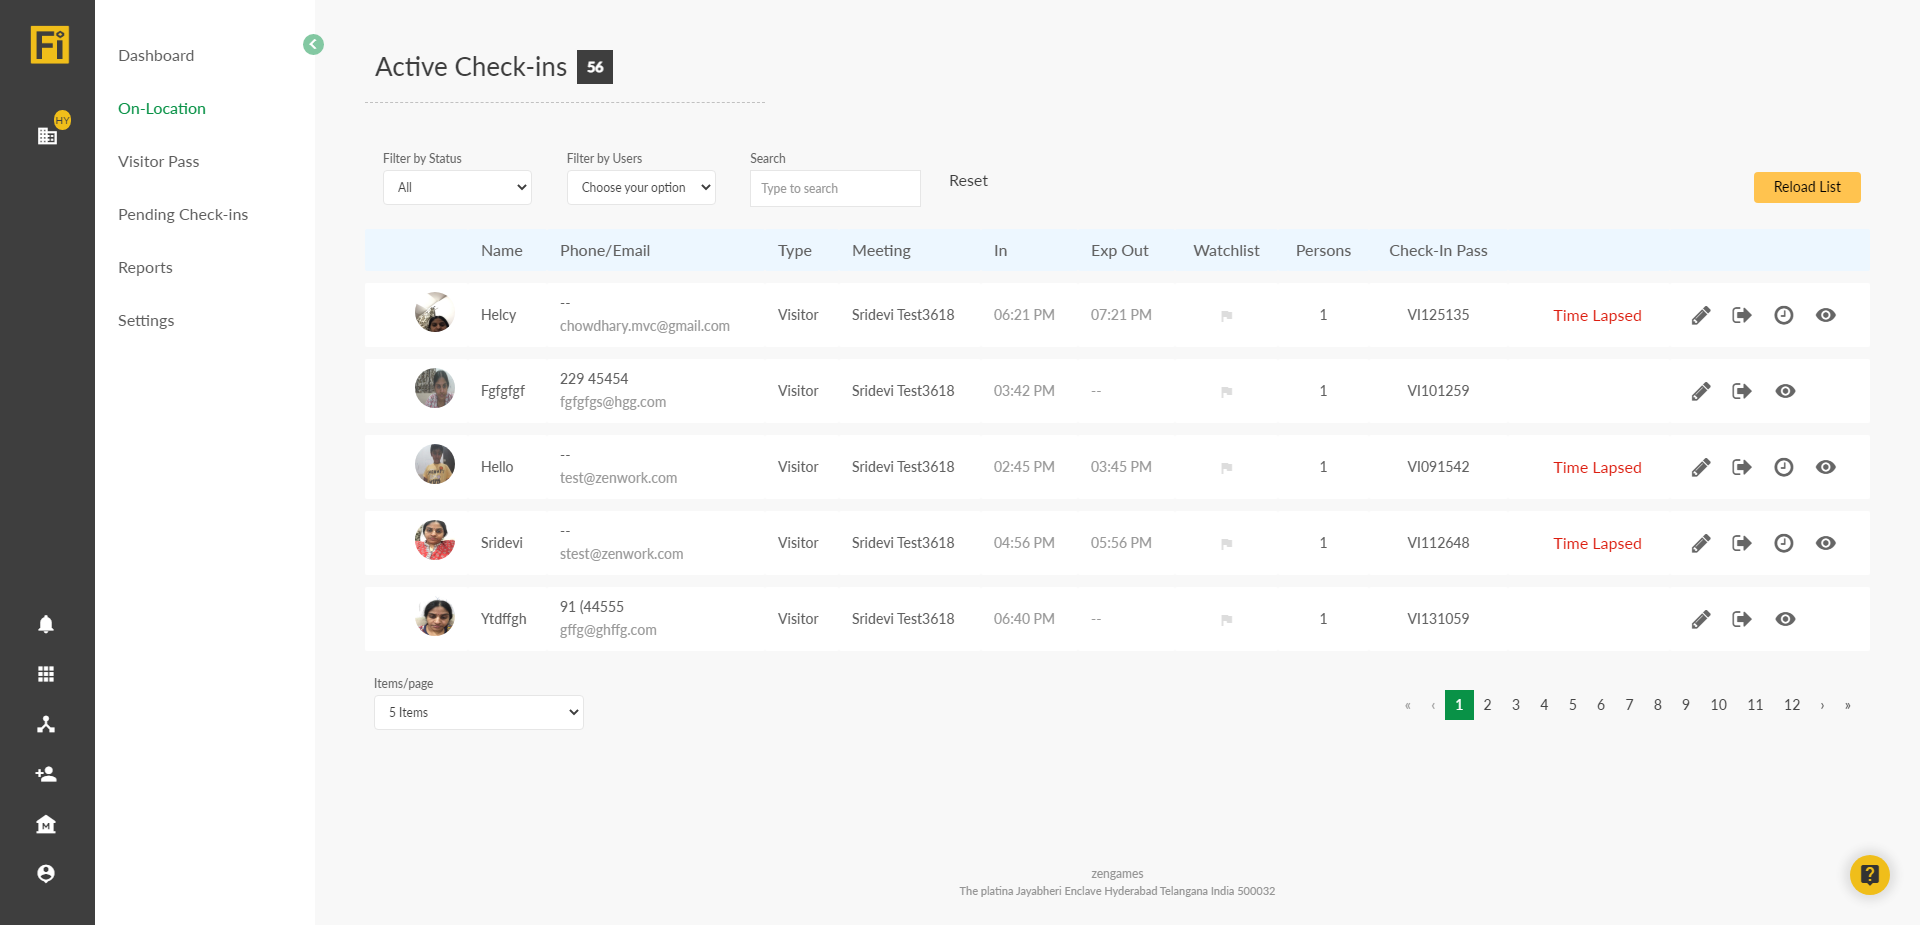 Fi
HY
Dashboard
On-Location
Visitor Pass
Pending Check-ins
Reports
Settings
Active Check-ins 56
Filter by Status
All
Filter by Users
Choose your option
Search
Type to search
Reset
Reload List
Name Phone/Email Type Meeting In Exp Out Watchlist Persons Check-In Pass
Helcy -- Visitor Sridevi Test3618 06:21 PM 07:21 PM 1 VI125135 Time Lapsed
chowdhary.mvc@gmail.com
Fgfgfgf 229 45454 Visitor Sridevi Test3618 03:42 PM -- 1 VI101259
fgfgfgs@hgg.com
Hello -- Visitor Sridevi Test3618 02:45 PM 03:45 PM 1 VI091542 Time Lapsed
test@zenwork.com
Sridevi -- Visitor Sridevi Test3618 04:56 PM 05:56 PM 1 VI112648 Time Lapsed
stest@zenwork.com
Ytdffgh 91 (44555 Visitor Sridevi Test3618 06:40 PM -- 1 VI131059
gffg@ghffg.com
Items/page
5 Items
« ‹ 1 2 3 4 5 6 7 8 9 10 11 12 › »
M
zengames
The platina Jayabheri Enclave Hyderabad Telangana India 500032
?